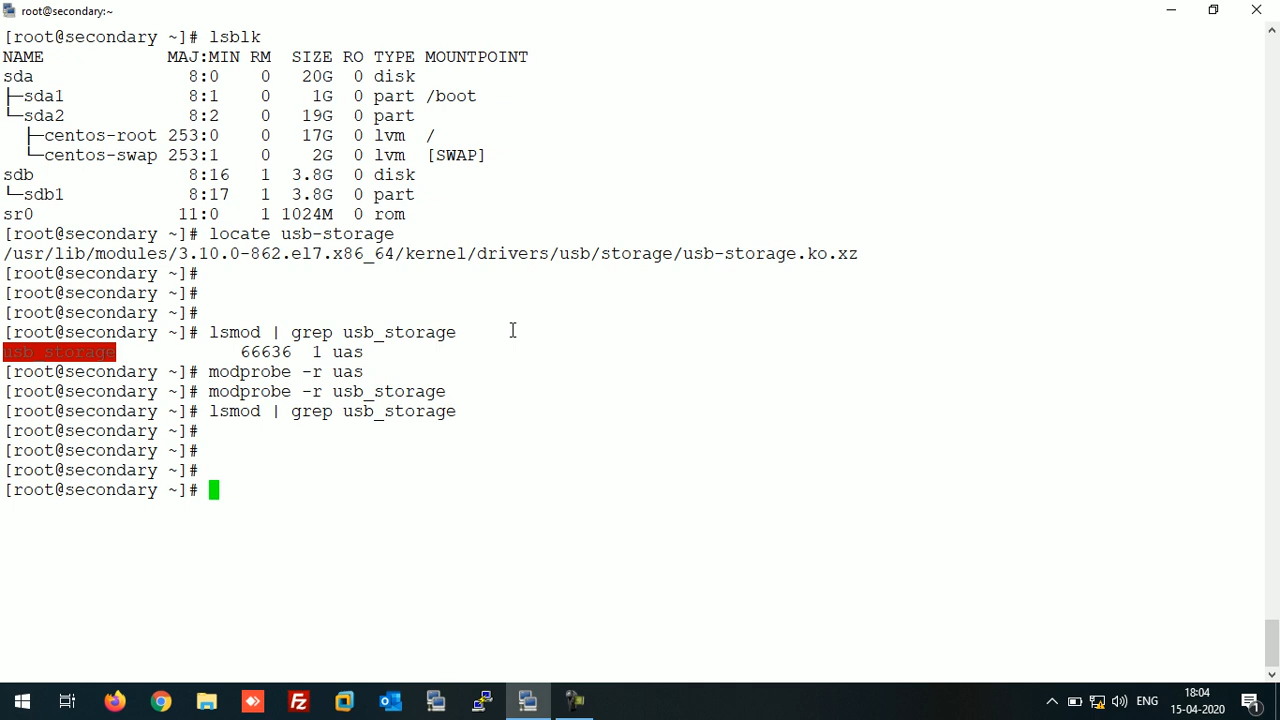 root@secondary:~
[root@secondary ~]# lsblk
NAME MAJ:MIN RM SIZE RO TYPE MOUNTPOINT
sda 8:0 0 20G 0 disk
├─sda1 8:1 0 1G 0 part /boot
└─sda2 8:2 0 19G 0 part
├─centos-root 253:0 0 17G 0 lvm /
└─centos-swap 253:1 0 2G 0 lvm [SWAP]
sdb 8:16 1 3.8G 0 disk
└─sdb1 8:17 1 3.8G 0 part
sr0 11:0 1 1024M 0 rom
[root@secondary ~]# locate usb-storage
/usr/lib/modules/3.10.0-862.el7.x86_64/kernel/drivers/usb/storage/usb-storage.ko.xz
[root@secondary ~]#
[root@secondary ~]#
[root@secondary ~]#
[root@secondary ~]# lsmod | grep usb_storage
usb_storage 66636 1 uas
[root@secondary ~]# modprobe -r uas
[root@secondary ~]# modprobe -r usb_storage
[root@secondary ~]# lsmod | grep usb_storage
[root@secondary ~]#
[root@secondary ~]#
[root@secondary ~]#
[root@secondary ~]#
ENG
18:04
15-04-2020
1